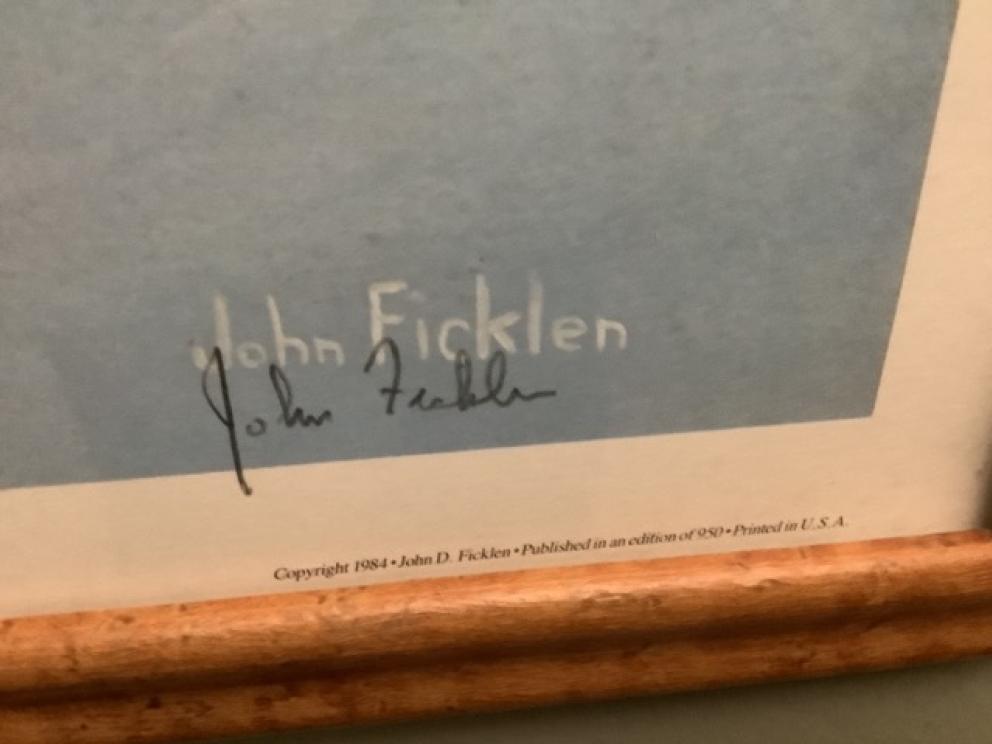 John Ficklen
John Ficklen
Copyright 1984 • John D. Ficklen • Published in an edition of 950 • Printed in U.S.A.